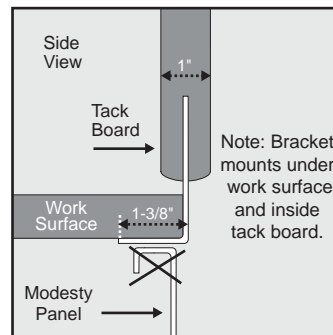 Side
View
1"
Tack
Board
Note: Bracket
mounts under
work surface
and inside
tack board.
Work
Surface
1-3/8"
Modesty
Panel